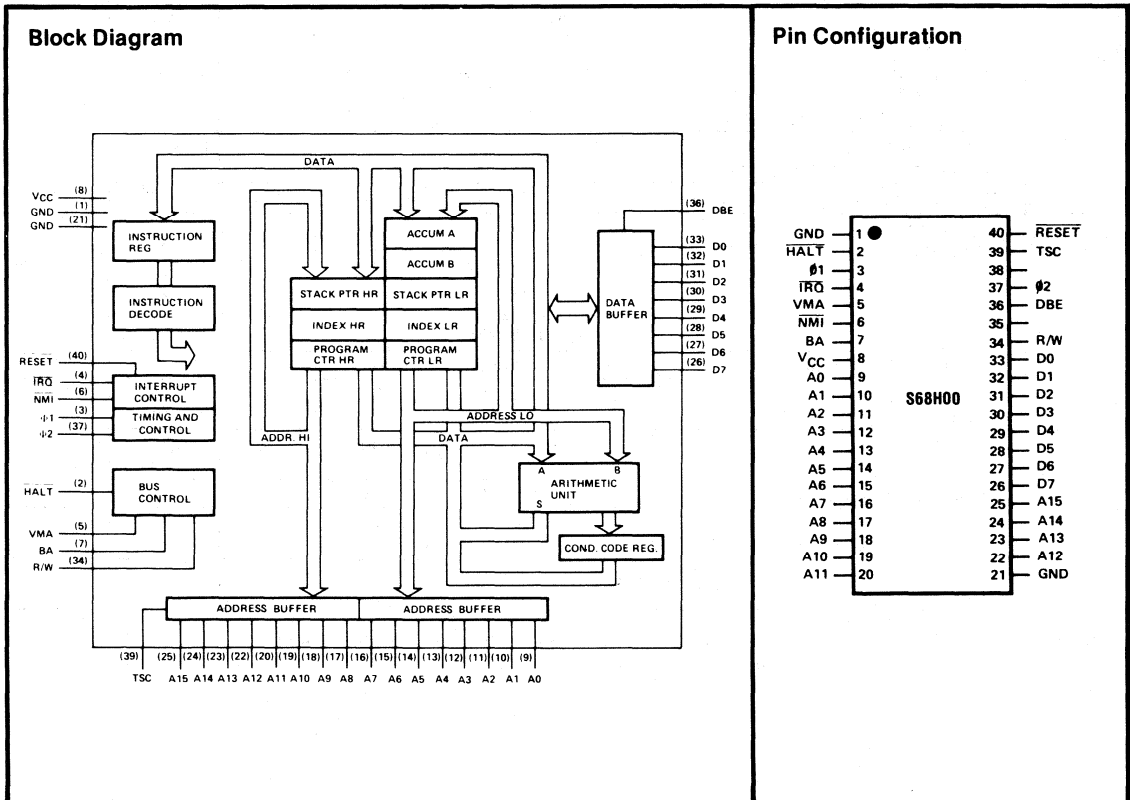 Block Diagram
DATA
VCC (8)
GND (1)
GND (21)
INSTRUCTION
REG
INSTRUCTION
DECODE
RESET (40)
IRQ (4)
NMI (6)
ϕ1 (3)
ϕ2 (37)
INTERRUPT
CONTROL
TIMING AND
CONTROL
HALT (2)
BUS
CONTROL
VMA (5)
BA (7)
R/W (34)
ACCUM A
ACCUM B
STACK PTR HR
STACK PTR LR
INDEX HR
INDEX LR
PROGRAM
CTR HR
PROGRAM
CTR LR
ADDRESS LO
ADDR. HI
DATA
A B
ARITHMETIC
UNIT
S
COND. CODE REG.
DATA
BUFFER
(36) DBE
(33) D0
(32) D1
(31) D2
(30) D3
(29) D4
(28) D5
(27) D6
(26) D7
ADDRESS BUFFER ADDRESS BUFFER
(39) (25) (24) (23) (22) (20) (19) (18) (17) (16) (15) (14) (13) (12) (11) (10) (9)
TSC A15 A14 A13 A12 A11 A10 A9 A8 A7 A6 A5 A4 A3 A2 A1 A0
Pin Configuration
GND 1 40 RESET
HALT 2 39 TSC
ϕ1 3 38
IRQ 4 37 ϕ2
VMA 5 36 DBE
NMI 6 35
BA 7 34 R/W
VCC 8 33 D0
A0 9 32 D1
A1 10 31 D2
A2 11 30 D3
A3 12 29 D4
A4 13 28 D5
A5 14 27 D6
A6 15 26 D7
A7 16 25 A15
A8 17 24 A14
A9 18 23 A13
A10 19 22 A12
A11 20 21 GND
S68H00